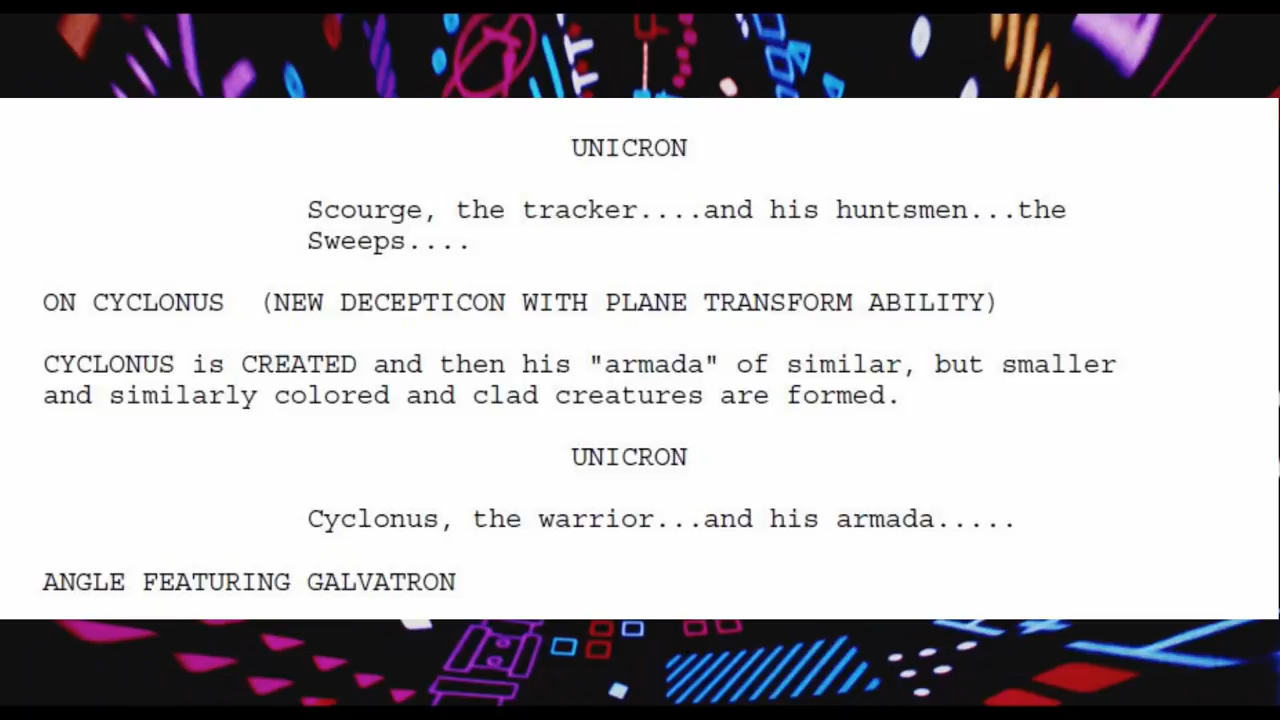 UNICRON
Scourge, the tracker....and his huntsmen...the
Sweeps....
ON CYCLONUS (NEW DECEPTICON WITH PLANE TRANSFORM ABILITY)
CYCLONUS is CREATED and then his "armada" of similar, but smaller
and similarly colored and clad creatures are formed.
UNICRON
Cyclonus, the warrior...and his armada.....
ANGLE FEATURING GALVATRON